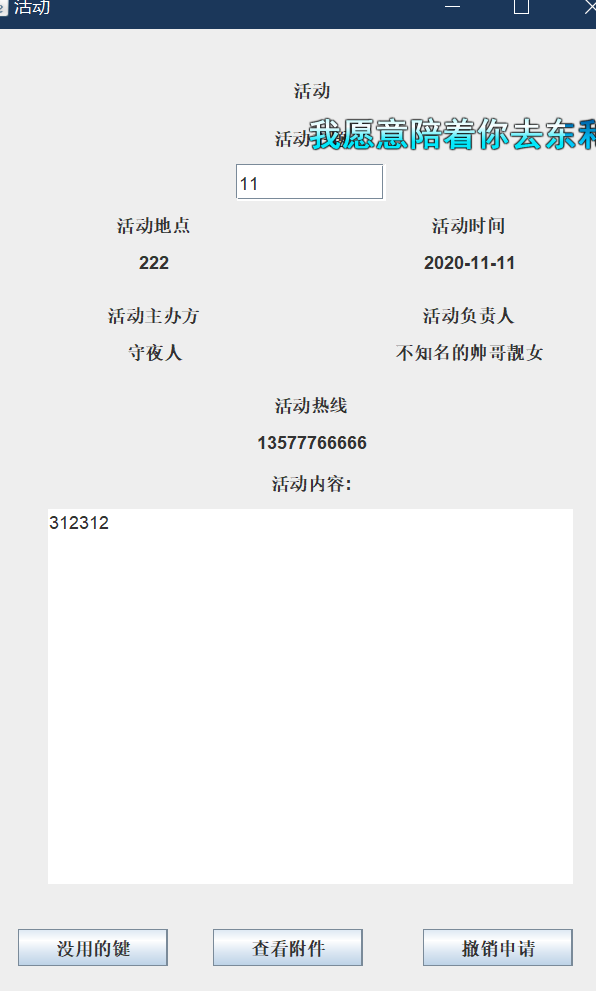 活动
活动
活动
我愿意陪着你去东和
11
活动地点
活动时间
222
2020-11-11
活动主办方
活动负责人
守夜人
不知名的帅哥靓女
活动热线
13577766666
活动内容:
312312
没用的键
查看附件
撤销申请